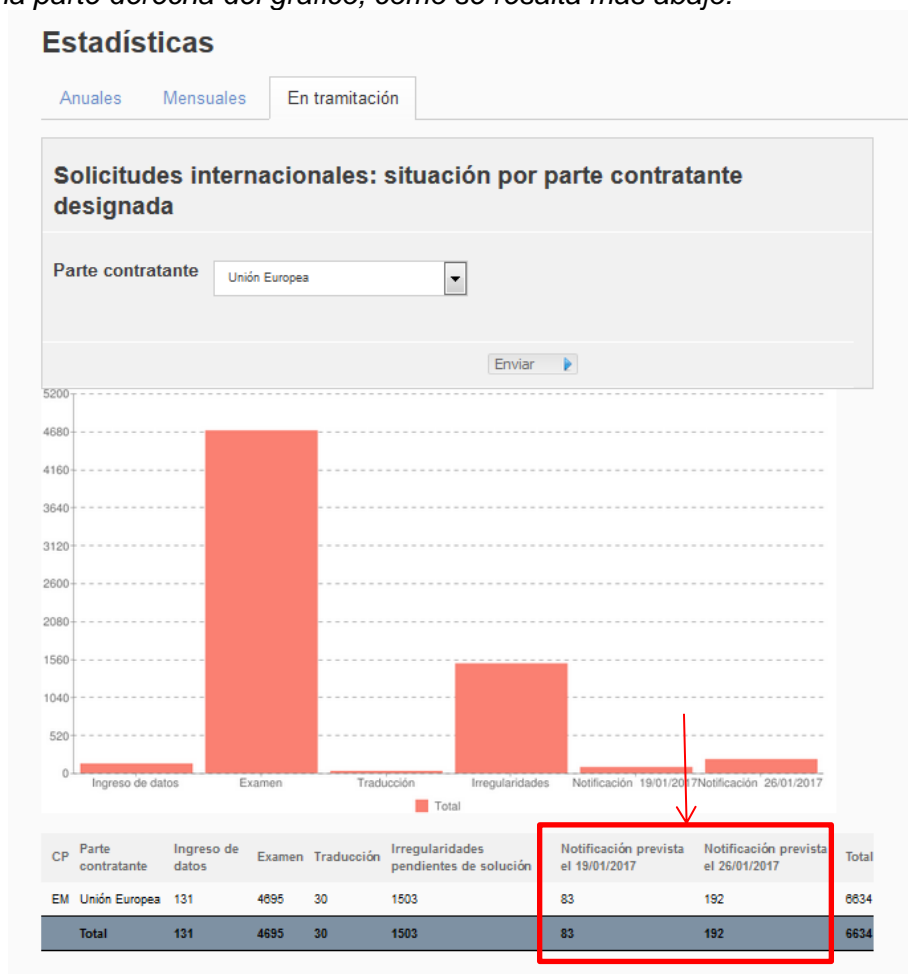 la parte derecha del gráfico, como se resalta más abajo:
Estadísticas
Anuales Mensuales En tramitación
Solicitudes internacionales: situación por parte contratante
designada
Parte contratante Unión Europea
Enviar
5200
4680
4160
3640
3120
2600
2080
1560
1040
520
0
Ingreso de datos Examen Traducción Irregularidades Notificación 19/01/2017 Notificación 26/01/2017
Total
CP Parte contratante Ingreso de datos Examen Traducción Irregularidades pendientes de solución Notificación prevista el 19/01/2017 Notificación prevista el 26/01/2017 Total
EM Unión Europea 131 4695 30 1503 83 192 6634
Total 131 4695 30 1503 83 192 6634